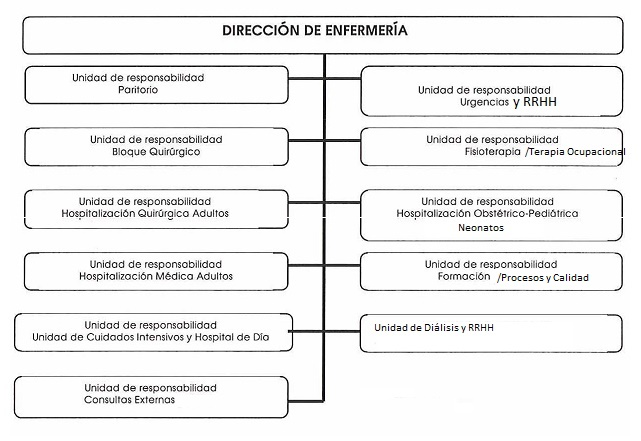 DIRECCIÓN DE ENFERMERÍA
Unidad de responsabilidad
Paritorio
Unidad de responsabilidad
Urgencias y RRHH
Unidad de responsabilidad
Bloque Quirúrgico
Unidad de responsabilidad
Fisioterapia /Terapia Ocupacional
Unidad de responsabilidad
Hospitalización Quirúrgica Adultos
Unidad de responsabilidad
Hospitalización Obstétrico-Pediátrica
Neonatos
Unidad de responsabilidad
Hospitalización Médica Adultos
Unidad de responsabilidad
Formación /Procesos y Calidad
Unidad de responsabilidad
Unidad de Cuidados Intensivos y Hospital de Día
Unidad de Diálisis y RRHH
Unidad de responsabilidad
Consultas Externas